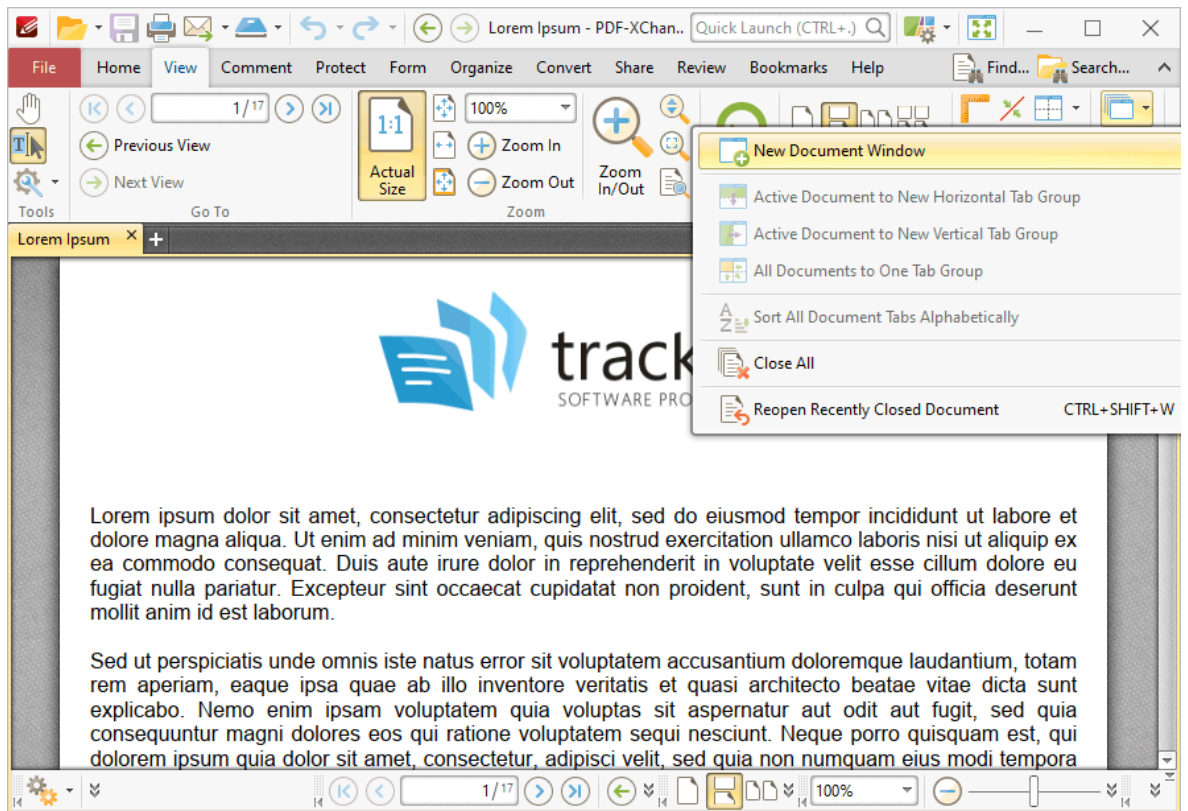 Lorem Ipsum - PDF-XChan..
Quick Launch (CTRL+.)
File Home View Comment Protect Form Organize Convert Share Review Bookmarks Help Find... Search...
1/17
Previous View
Next View
Go To
Tools
1:1
Actual
Size
100%
Zoom In
Zoom Out
Zoom
In/Out
Zoom
New Document Window
Active Document to New Horizontal Tab Group
Active Document to New Vertical Tab Group
All Documents to One Tab Group
Sort All Document Tabs Alphabetically
Close All
Reopen Recently Closed Document CTRL+SHIFT+W
Lorem Ipsum
track
SOFTWARE PRO
Lorem ipsum dolor sit amet, consectetur adipiscing elit, sed do eiusmod tempor incididunt ut labore et
dolore magna aliqua. Ut enim ad minim veniam, quis nostrud exercitation ullamco laboris nisi ut aliquip ex
ea commodo consequat. Duis aute irure dolor in reprehenderit in voluptate velit esse cillum dolore eu
fugiat nulla pariatur. Excepteur sint occaecat cupidatat non proident, sunt in culpa qui officia deserunt
mollit anim id est laborum.
Sed ut perspiciatis unde omnis iste natus error sit voluptatem accusantium doloremque laudantium, totam
rem aperiam, eaque ipsa quae ab illo inventore veritatis et quasi architecto beatae vitae dicta sunt
explicabo. Nemo enim ipsam voluptatem quia voluptas sit aspernatur aut odit aut fugit, sed quia
consequuntur magni dolores eos qui ratione voluptatem sequi nesciunt. Neque porro quisquam est, qui
dolorem ipsum quia dolor sit amet, consectetur, adipisci velit, sed quia non numquam eius modi tempora
1/17
100%